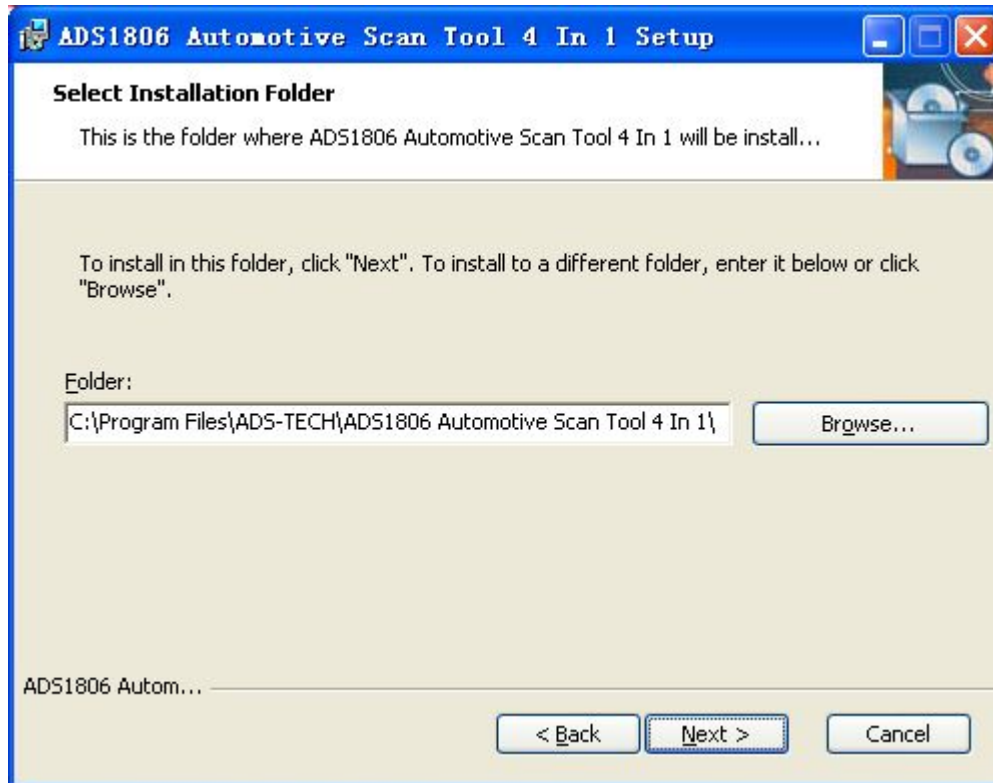 ADS1806 Automotive Scan Tool 4 In 1 Setup
Select Installation Folder
This is the folder where ADS1806 Automotive Scan Tool 4 In 1 will be install...
To install in this folder, click "Next". To install to a different folder, enter it below or click
"Browse".
Folder:
C:\Program Files\ADS-TECH\ADS1806 Automotive Scan Tool 4 In 1\
Browse...
ADS1806 Autom...
< Back
Next >
Cancel